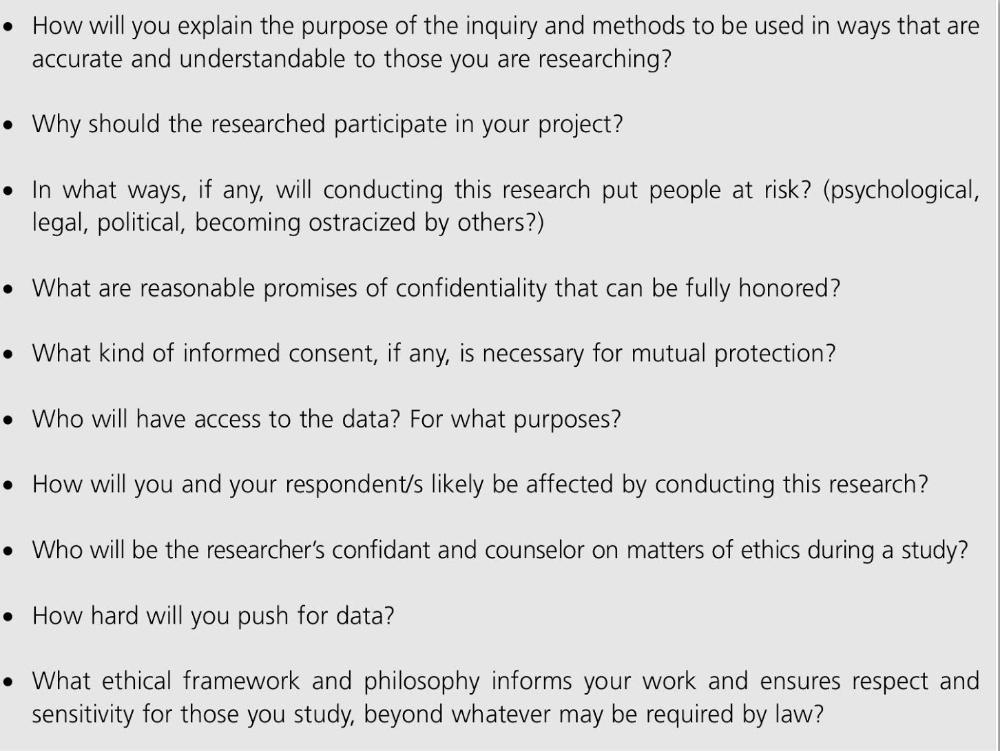 • How will you explain the purpose of the inquiry and methods to be used in ways that are
accurate and understandable to those you are researching?
• Why should the researched participate in your project?
• In what ways, if any, will conducting this research put people at risk? (psychological,
legal, political, becoming ostracized by others?)
• What are reasonable promises of confidentiality that can be fully honored?
• What kind of informed consent, if any, is necessary for mutual protection?
• Who will have access to the data? For what purposes?
• How will you and your respondent/s likely be affected by conducting this research?
• Who will be the researcher's confidant and counselor on matters of ethics during a study?
• How hard will you push for data?
• What ethical framework and philosophy informs your work and ensures respect and
sensitivity for those you study, beyond whatever may be required by law?